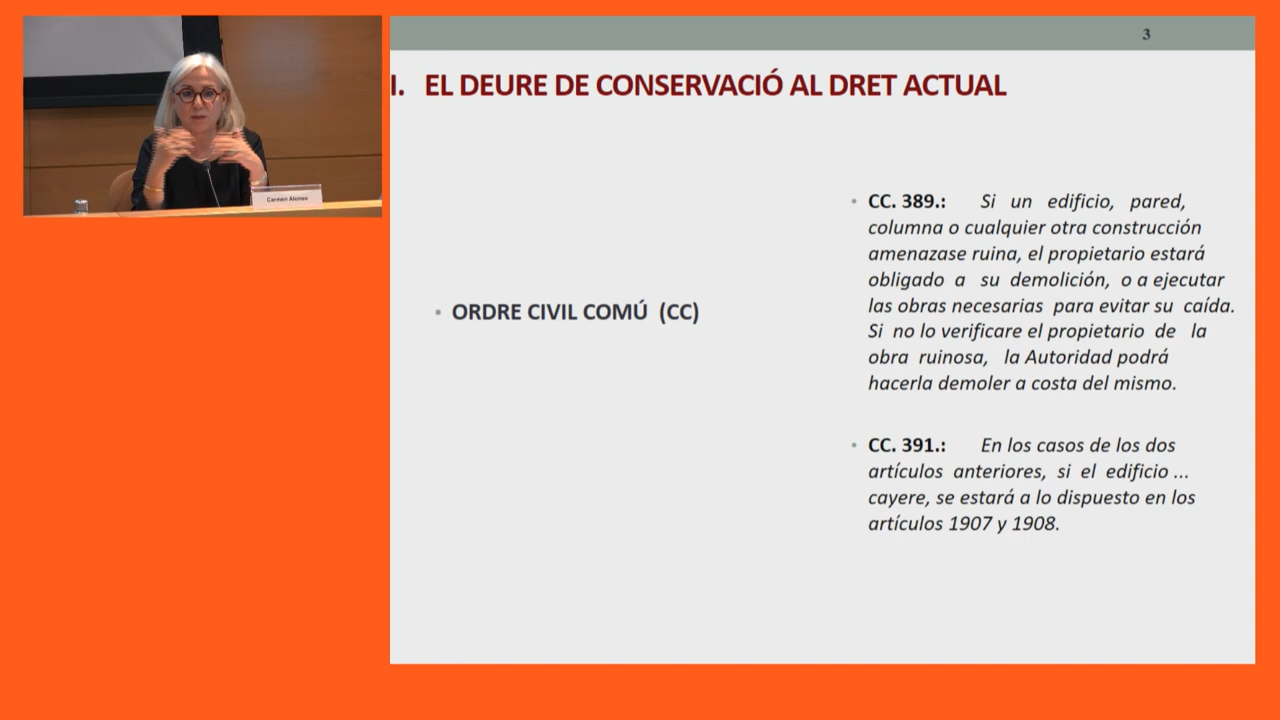 Carmen Alonso
3
I. EL DEURE DE CONSERVACIÓ AL DRET ACTUAL
• ORDRE CIVIL COMÚ (CC)
• CC. 389.: Si un edificio, pared,
columna o cualquier otra construcción
amenazase ruina, el propietario estará
obligado a su demolición, o a ejecutar
las obras necesarias para evitar su caída.
Si no lo verificare el propietario de la
obra ruinosa, la Autoridad podrá
hacerla demoler a costa del mismo.
• CC. 391.: En los casos de los dos
artículos anteriores, si el edificio ...
cayere, se estará a lo dispuesto en los
artículos 1907 y 1908.